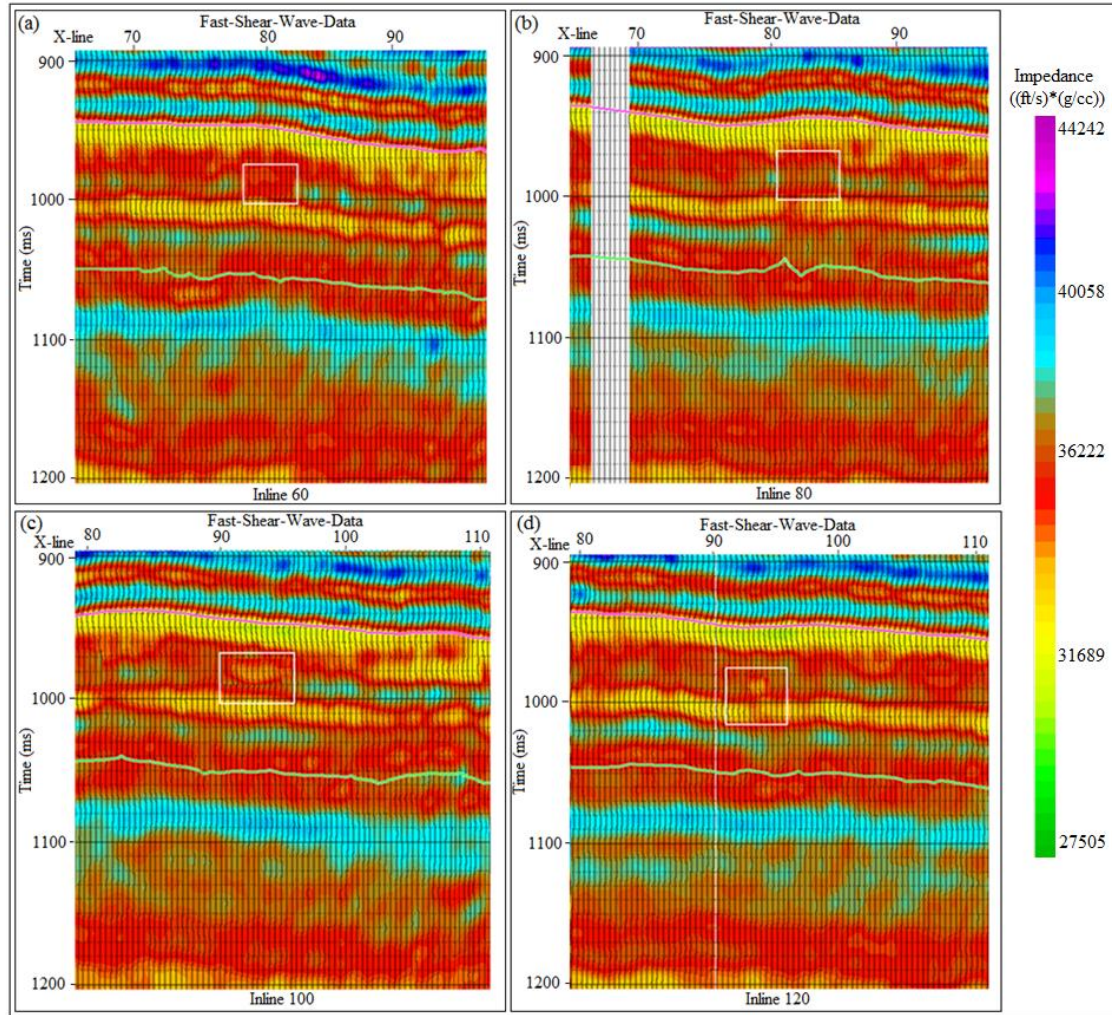 (a)
Fast-Shear-Wave-Data
X-line 70 80 90
900
1000
1100
1200
Time (ms)
Inline 60
(b)
Fast-Shear-Wave-Data
X-line 70 80 90
900
1000
1100
1200
Time (ms)
Inline 80
(c)
Fast-Shear-Wave-Data
X-line 80 90 100 110
900
1000
1100
1200
Time (ms)
Inline 100
(d)
Fast-Shear-Wave-Data
X-line 80 90 100 110
900
1000
1100
1200
Time (ms)
Inline 120
Impedance
((ft/s)*(g/cc))
44242
40058
36222
31689
27505